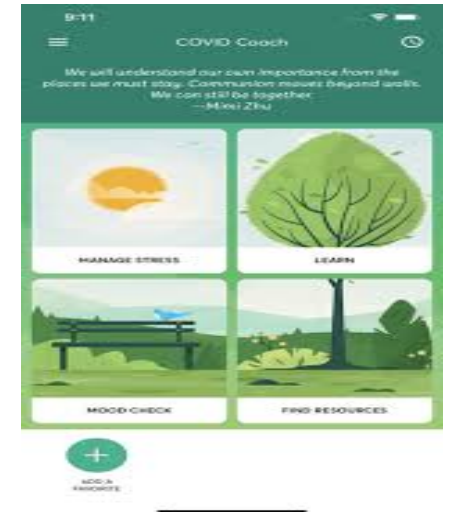 9:11
COVID Coach
We will understand our own importance from the
places we must stay. Communion moves beyond walls.
We can still be together.
—Mimi Zhu
MANAGE STRESS
LEARN
MOOD CHECK
FIND RESOURCES
ADD A
FAVORITE